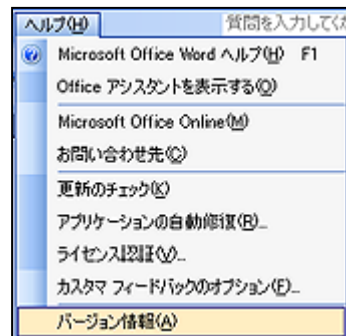 ヘルプ(H) 質問を入力してくだ
Microsoft Office Word ヘルプ(H) F1
Office アシスタントを表示する(O)
Microsoft Office Online(M)
お問い合わせ先(C)
更新のチェック(K)
アプリケーションの自動修復(R)...
ライセンス認証(V)...
カスタマ フィードバックのオプション(F)...
バージョン情報(A)